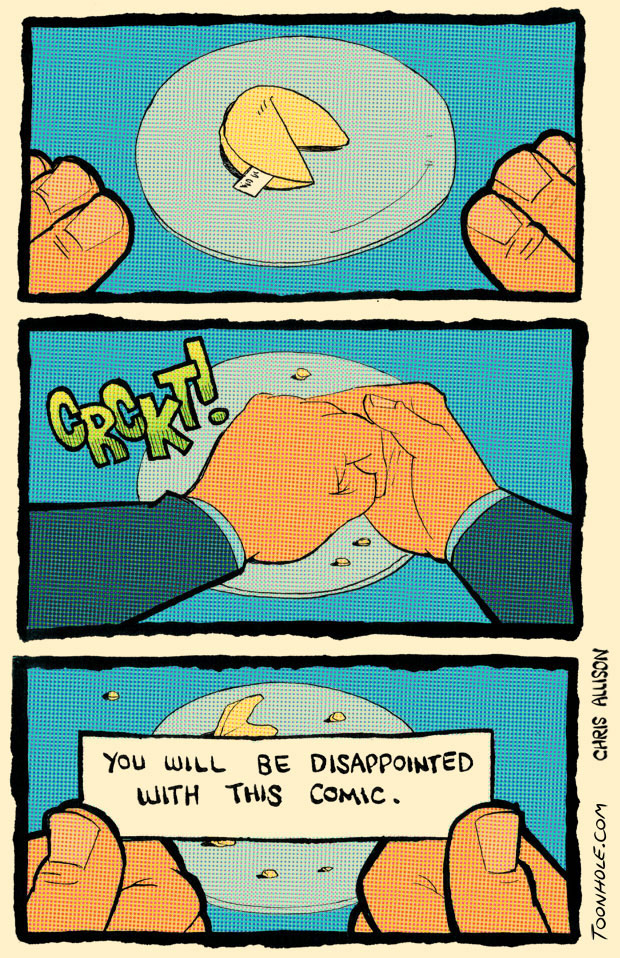 CRCKT!
YOU WILL BE DISAPPOINTED
WITH THIS COMIC.
CHRIS ALLISON
TOONHOLE.COM